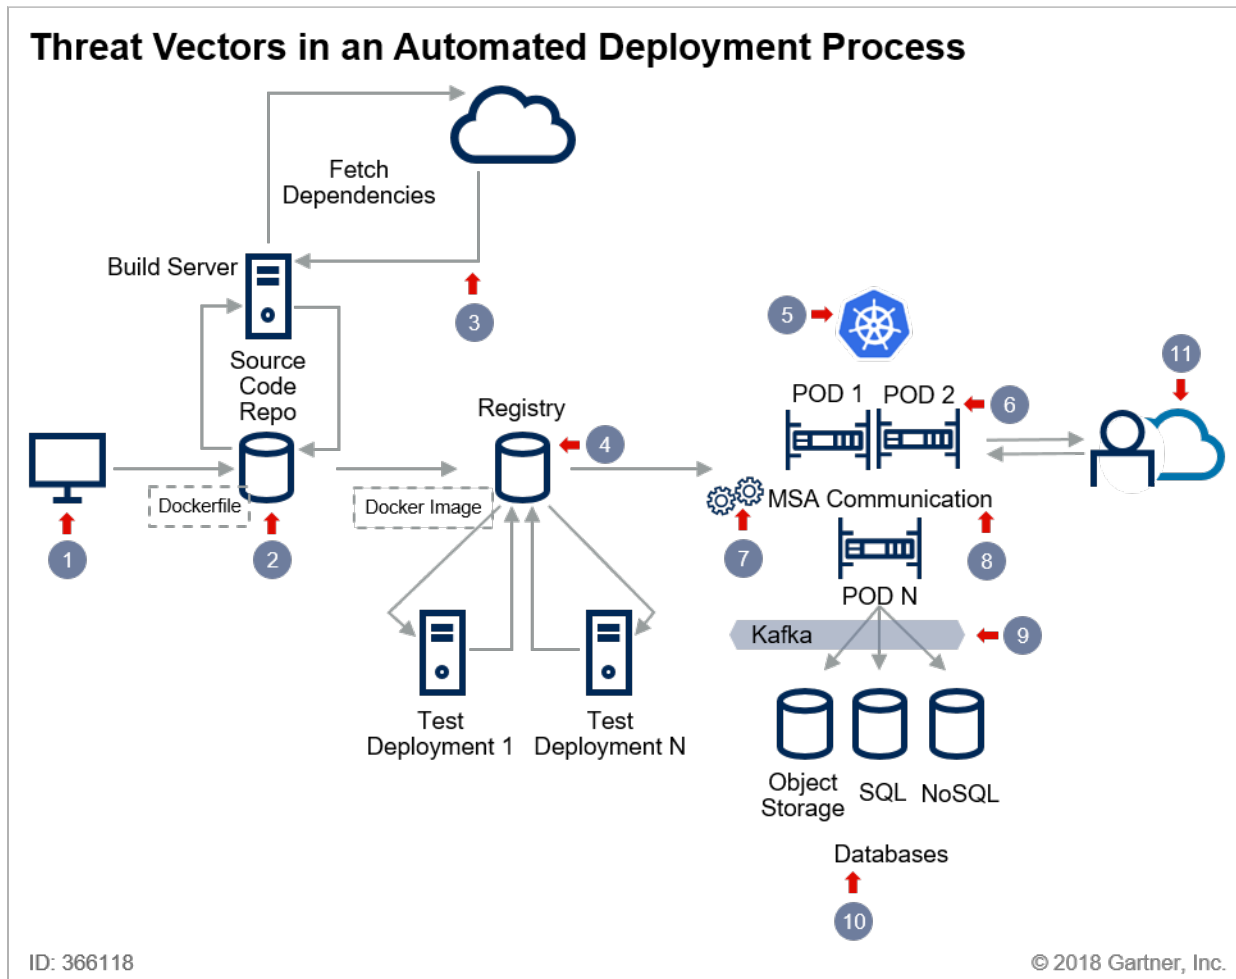 Threat Vectors in an Automated Deployment Process
Fetch
Dependencies
Build Server
3
5
11
Source
Code
Repo
Registry
POD 1
POD 2
6
4
Dockerfile
Docker Image
MSA Communication
1
2
7
8
POD N
Kafka
9
Test
Deployment 1
Test
Deployment N
Object
Storage
SQL
NoSQL
Databases
10
ID: 366118
© 2018 Gartner, Inc.